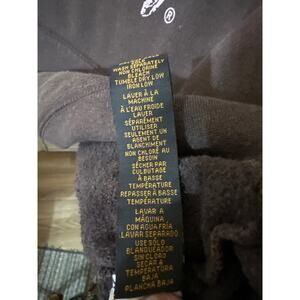 ®
WASH SEPARATELY
NON CHLORINE
BLEACH
TUMBLE DRY LOW
IRON LOW
LAVER À LA
MACHINE
À L'EAU FROIDE
LAVER
SÉPARÉMENT
UTILISER
SEULEMENT UN
AGENT DE
BLANCHIMENT
NON CHLORÉ AU
BESOIN
SÉCHER PAR
CULBUTAGE
À BASSE
TEMPÉRATURE
REPASSER À BASSE
TEMPÉRATURE
LAVAR A
MÁQUINA
CON AGUA FRÍA
LAVAR SEPARADO
USE SOLO
BLANQUEADOR
SIN CLORO
SECAR A
TEMPERATURA
BAJA
PLANCHA BAJA